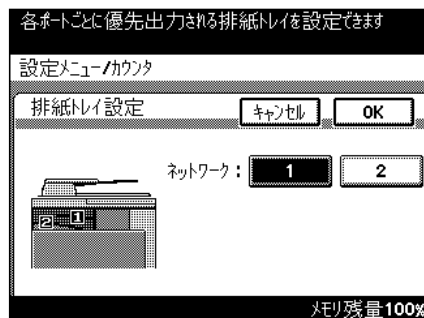 各ポートごとに優先出力される排紙トレイを設定できます
設定メニュー/カウンタ
排紙トレイ設定 キャンセル OK
ネットワーク： 1 2
2 1
メモリ残量100%